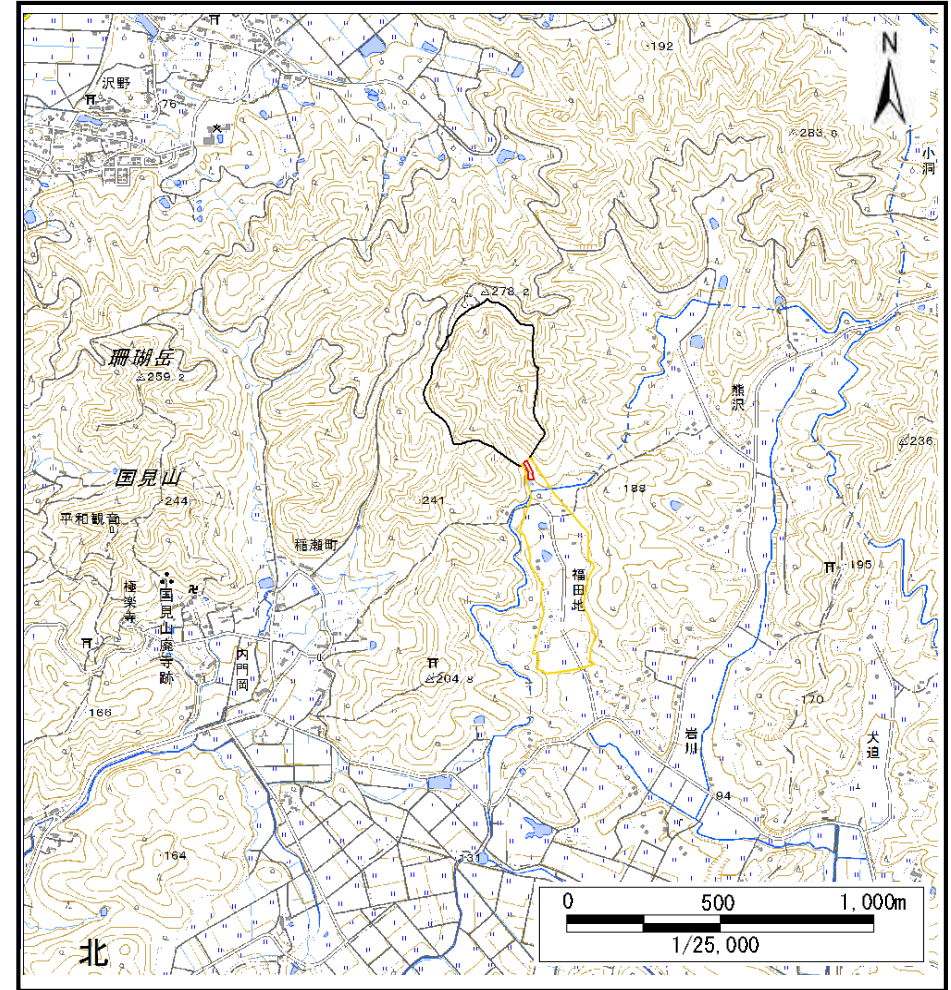 192
N
沢野
76
283.6
小洞
278.2
珊瑚岳
259.2
熊沢
236
国見山
244
241
188
平和観音
稲瀬町
195
福田地
極楽寺
国見山廃寺跡
内門岡
204.8
166
170
岩川
大迫
94
164
131
0 500 1,000m
1/25,000
北